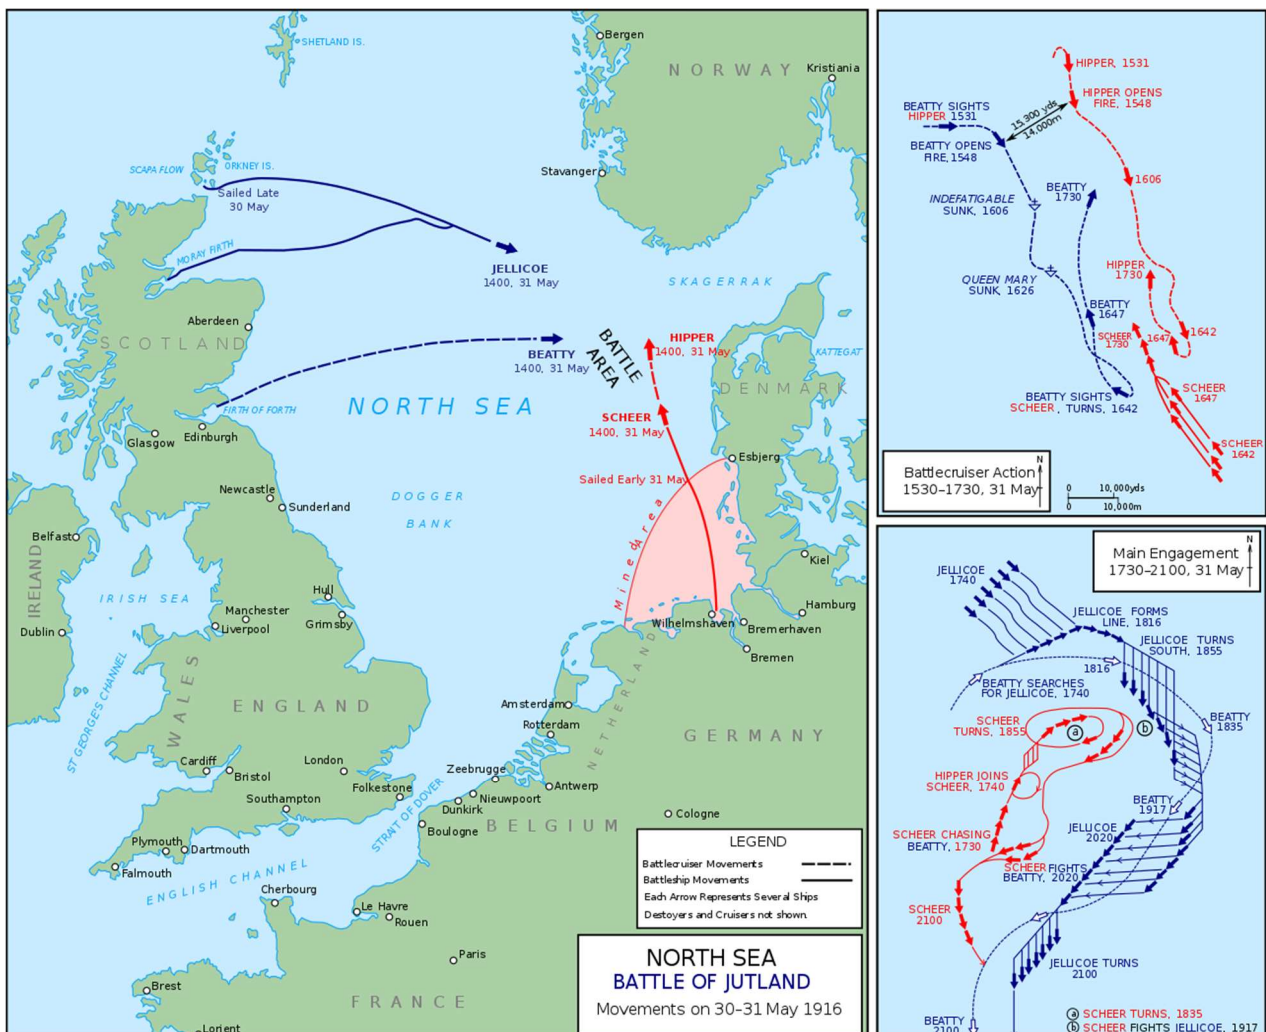 SHETLAND IS.
Bergen
NORWAY
Kristiania
SCAPA FLOW
ORKNEY IS.
Sailed Late
30 May
Stavanger
MORAY FIRTH
JELLICOE
1400, 31 May
SKAGERRAK
Aberdeen
SCOTLAND
BEATTY
1400, 31 May
BATTLE
AREA
HIPPER
1400, 31 May
KATTEGAT
DENMARK
NORTH SEA
FIRTH OF FORTH
SCHEER
1400, 31 May
Glasgow
Edinburgh
Esbjerg
Sailed Early 31 May
Newcastle
Sunderland
DOGGER
BANK
Mined Area
Belfast
Kiel
IRELAND
IRISH SEA
Hull
Hamburg
Manchester
Grimsby
Wilhelmshaven
Bremerhaven
Dublin
Liverpool
Bremen
ST GEORGE'S CHANNEL
WALES
ENGLAND
Amsterdam
Rotterdam
NETHERLAND
GERMANY
Cardiff
Bristol
London
Zeebrugge
Folkestone
Antwerp
Southampton
Nieuwpoort
Dunkirk
STRAIT OF DOVER
Cologne
Boulogne
BELGIUM
Plymouth
Dartmouth
Falmouth
ENGLISH CHANNEL
Cherbourg
Le Havre
Rouen
Paris
Brest
FRANCE
Lorient
LEGEND
Battlecruiser Movements
Battleship Movements
Each Arrow Represents Several Ships
Destoyers and Cruisers not shown.
NORTH SEA
BATTLE OF JUTLAND
Movements on 30–31 May 1916
HIPPER, 1531
HIPPER OPENS
FIRE, 1548
BEATTY SIGHTS
HIPPER 1531
15,300 yds
14,000m
BEATTY OPENS
FIRE, 1548
1606
BEATTY
1730
INDEFATIGABLE
SUNK, 1606
HIPPER
1730
QUEEN MARY
SUNK, 1626
BEATTY
1647
SCHEER
1730
1647
1642
BEATTY SIGHTS
SCHEER, TURNS, 1642
SCHEER
1647
SCHEER
1642
Battlecruiser Action
1530–1730, 31 May
N
0 10,000yds
0 10,000m
Main Engagement
1730–2100, 31 May
N
JELLICOE
1740
JELLICOE FORMS
LINE, 1816
JELLICOE TURNS
SOUTH, 1855
1816
BEATTY SEARCHES
FOR JELLICOE, 1740
SCHEER
TURNS, 1855
a
b
BEATTY
1835
HIPPER JOINS
SCHEER, 1740
BEATTY
1917
JELLICOE
2020
SCHEER CHASING
BEATTY, 1730
SCHEER FIGHTS
BEATTY, 2020
SCHEER
2100
JELLICOE TURNS
2100
BEATTY
2100
a SCHEER TURNS, 1835
b SCHEER FIGHTS JELLICOE, 1917